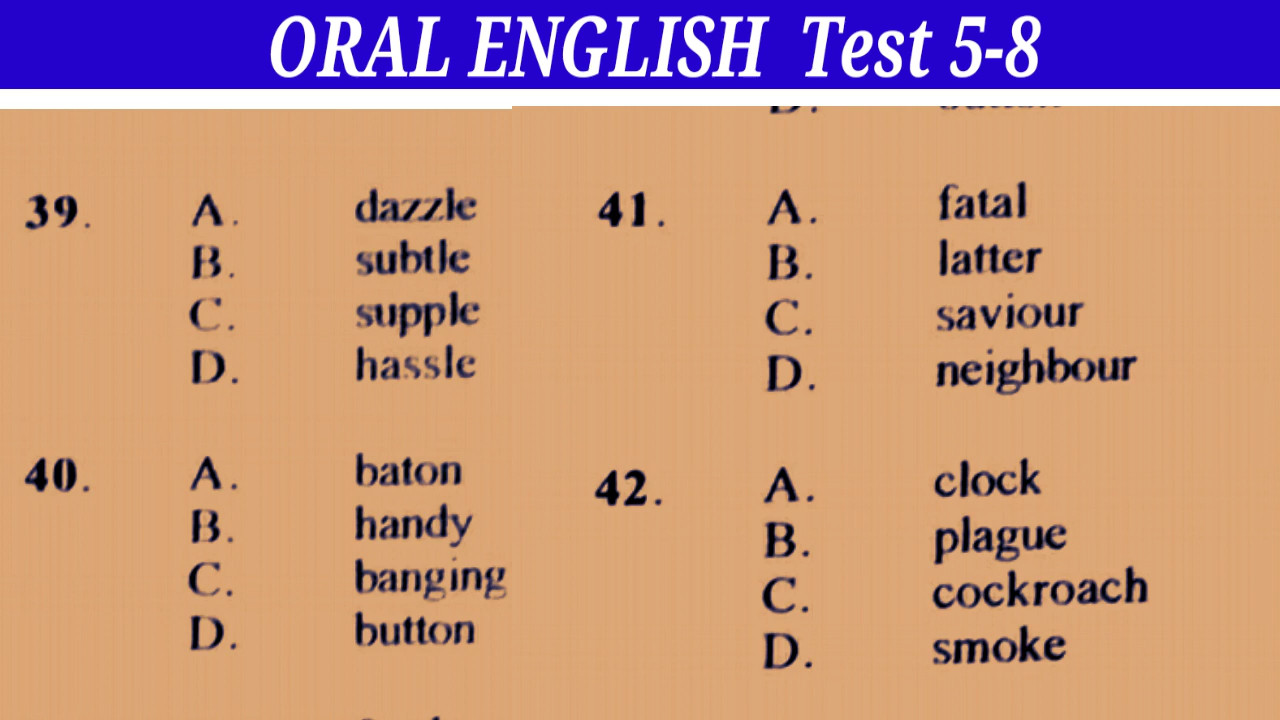 ORAL ENGLISH Test 5-8
39. A. dazzle
B. subtle
C. supple
D. hassle
40. A. baton
B. handy
C. banging
D. button
D.
41. A. fatal
B. latter
C. saviour
D. neighbour
42. A. clock
B. plague
C. cockroach
D. smoke